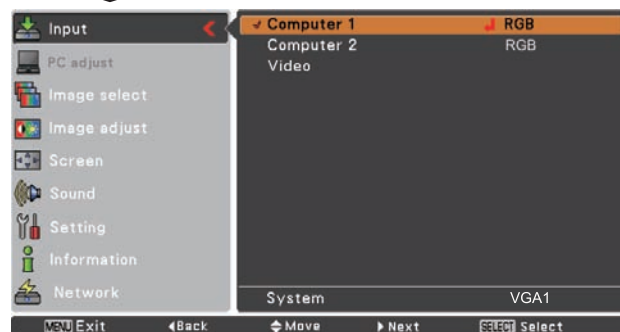 Input
PC adjust
Image select
Image adjust
Screen
Sound
Setting
Information
Network
Computer 1 RGB
Computer 2 RGB
Video
System VGA1
MENU Exit Back Move Next SELECT Select